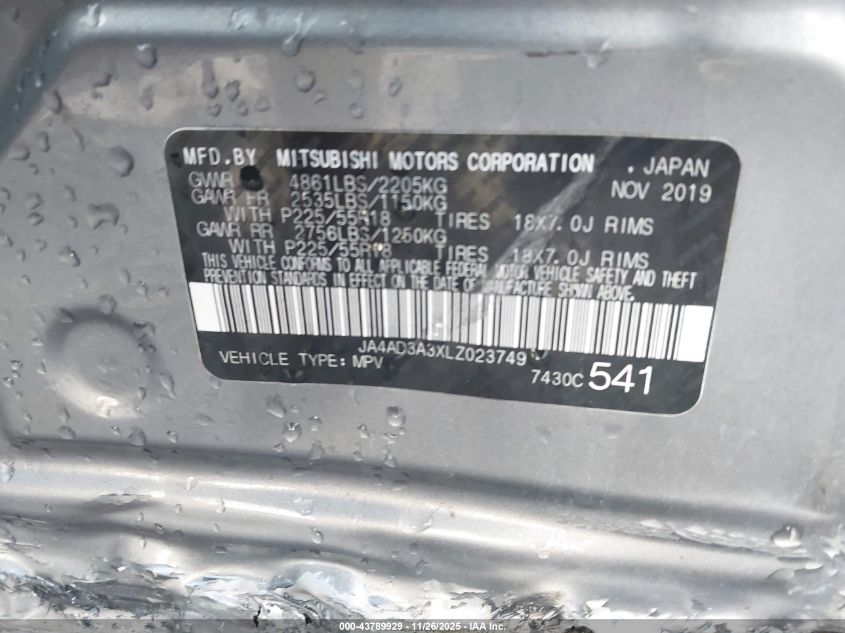 MFD.BY MITSUBISHI MOTORS CORPORATION . JAPAN
GVWR 4861LBS/2205KG NOV 2019
GAWR FR 2535LBS/1150KG
WITH P225/55R18 TIRES 18X7.0J RIMS
GAWR RR 2756LBS/1250KG
WITH P225/55R18 TIRES 18X7.0J RIMS
THIS VEHICLE CONFORMS TO ALL APPLICABLE FEDERAL MOTOR VEHICLE SAFETY AND THEFT
PREVENTION STANDARDS IN EFFECT ON THE DATE OF MANUFACTURE SHOWN ABOVE.
JA4AD3A3XLZ023749
VEHICLE TYPE: MPV
7430C 541
000-43789929 - 11/26/2025 - IAAI.COM